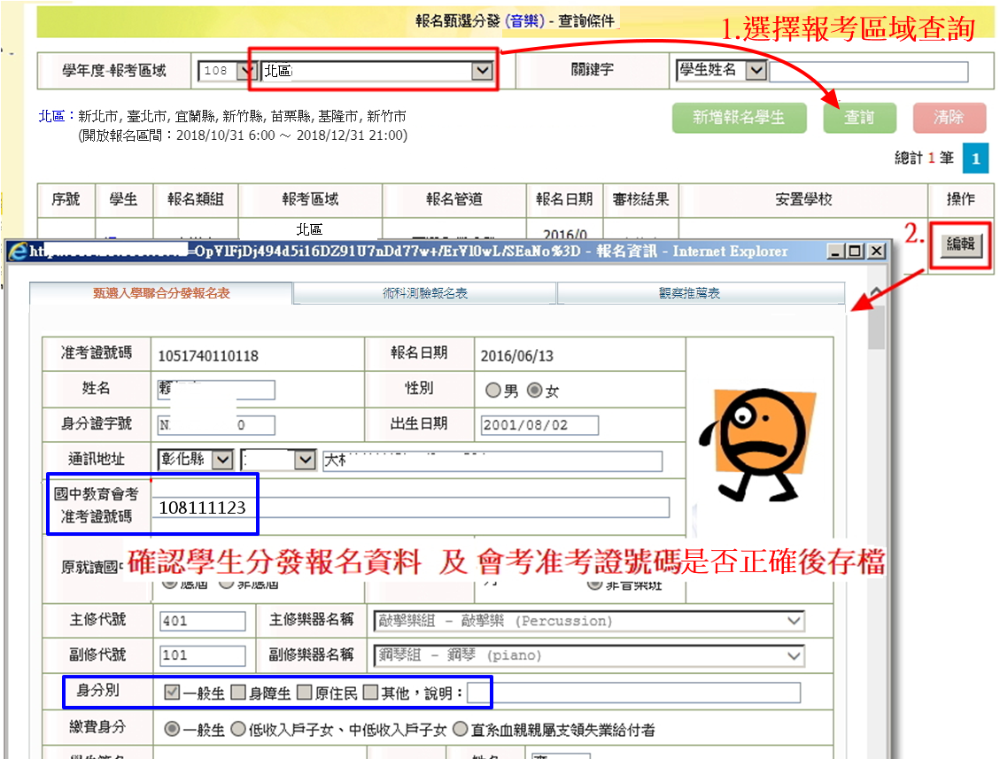 報名甄選分發 (音樂) - 查詢條件
1.選擇報考區域查詢
學年度-報考區域 108 北區 關鍵字 學生姓名
北區：新北市, 臺北市, 宜蘭縣, 新竹縣, 苗栗縣, 基隆市, 新竹市
(開放報名區間：2018/10/31 6:00 ～ 2018/12/31 21:00)
新增報名學生 查詢 清除
總計 1 筆 1
序號 學生 報名類組 報考區域 報名管道 報名日期 審核結果 安置學校 操作
北區 2016/0
2. 編輯
=OpVlFjDj494d5i16DZ91U7nDd77w+/ErVl0wL/SEaNo%3D - 報名資訊 - Internet Explorer
甄選入學聯合分發報名表 術科測驗報名表 觀察推薦表
准考證號碼 1051740110118 報名日期 2016/06/13
姓名 賴 性別 男 女
身分證字號 N 0 出生日期 2001/08/02
通訊地址 彰化縣
國中教育會考
准考證號碼 108111123
原就讀國
確認學生分發報名資料 及 會考准考證號碼是否正確後存檔
應屆 非應屆 非音樂班
主修代號 401 主修樂器名稱 敲擊樂組 - 敲擊樂 (Percussion)
副修代號 101 副修樂器名稱 鋼琴組 - 鋼琴 (piano)
身分別 一般生 身障生 原住民 其他，說明：
繳費身分 一般生 低收入戶子女、中低收入戶子女 直系血親親屬支領失業給付者